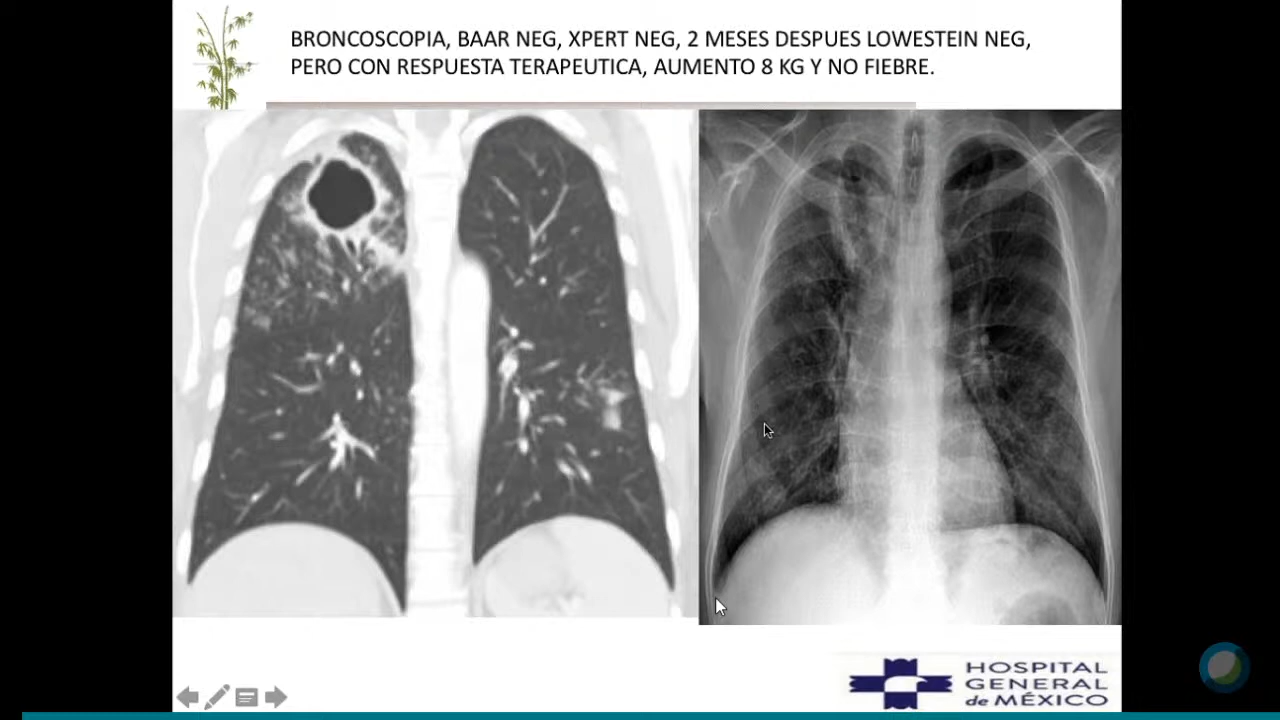 BRONCOSCOPIA, BAAR NEG, XPERT NEG, 2 MESES DESPUES LOWESTEIN NEG,
PERO CON RESPUESTA TERAPEUTICA, AUMENTO 8 KG Y NO FIEBRE.
HOSPITAL
GENERAL
de MÉXICO